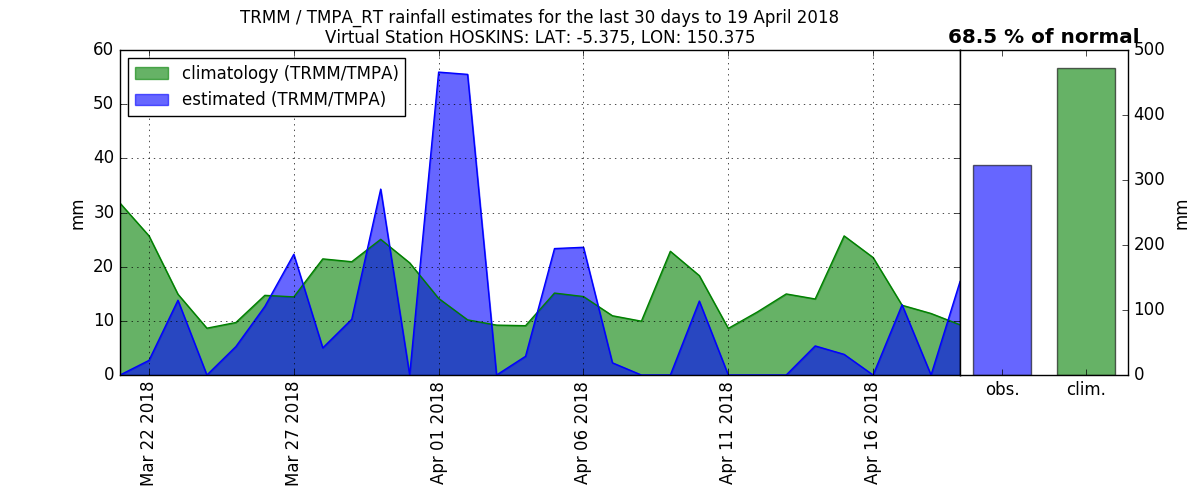 TRMM / TMPA_RT rainfall estimates for the last 30 days to 19 April 2018
Virtual Station HOSKINS: LAT: -5.375, LON: 150.375
68.5 % of normal
climatology (TRMM/TMPA)
estimated (TRMM/TMPA)
mm
60
50
40
30
20
10
0
Mar 22 2018
Mar 27 2018
Apr 01 2018
Apr 06 2018
Apr 11 2018
Apr 16 2018
obs.
clim.
500
400
300
200
100
0
mm